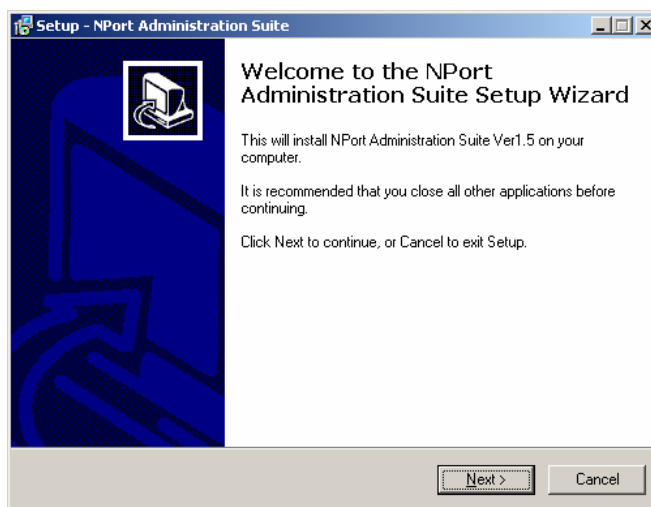 Setup - NPort Administration Suite
Welcome to the NPort
Administration Suite Setup Wizard
This will install NPort Administration Suite Ver1.5 on your
computer.
It is recommended that you close all other applications before
continuing.
Click Next to continue, or Cancel to exit Setup.
Next >
Cancel